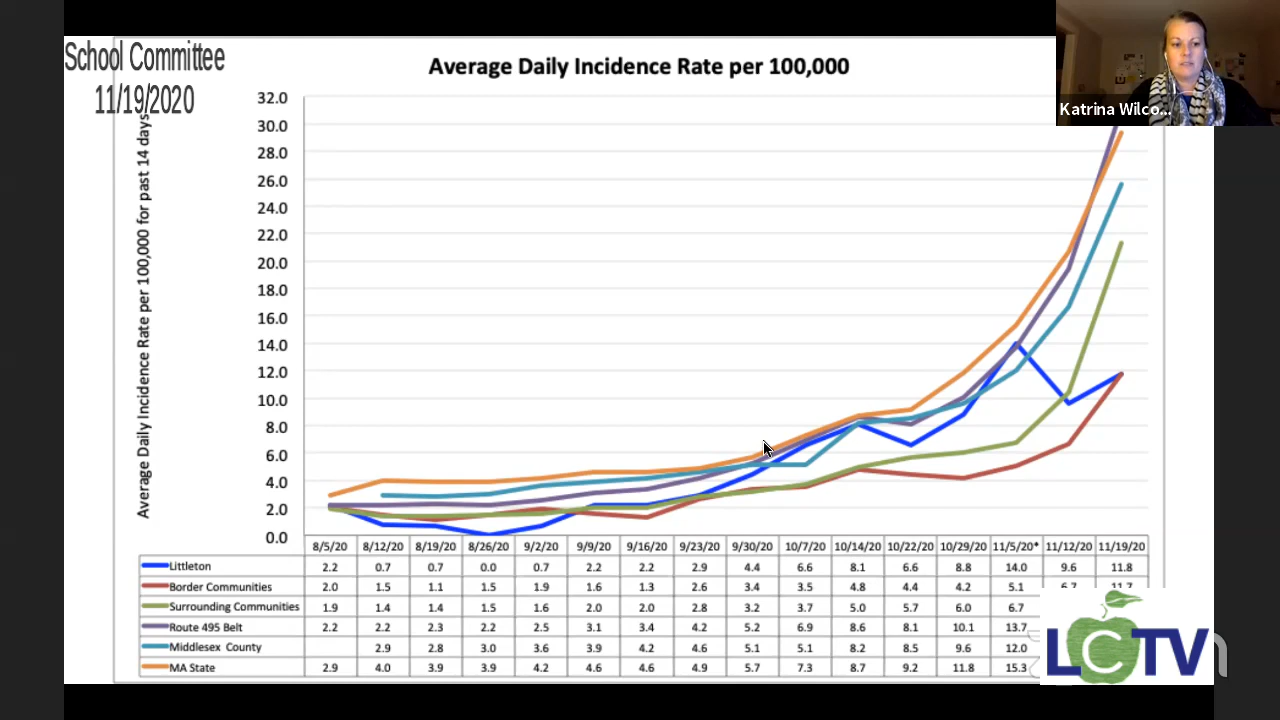 School Committee
11/19/2020
Average Daily Incidence Rate per 100,000
Katrina Wilco...
Average Daily Incidence Rate per 100,000 for past 14 days
32.0
30.0
28.0
26.0
24.0
22.0
20.0
18.0
16.0
14.0
12.0
10.0
8.0
6.0
4.0
2.0
0.0
8/5/20 8/12/20 8/19/20 8/26/20 9/2/20 9/9/20 9/16/20 9/23/20 9/30/20 10/7/20 10/14/20 10/22/20 10/29/20 11/5/20* 11/12/20 11/19/20
Littleton 2.2 0.7 0.7 0.0 0.7 2.2 2.2 2.9 4.4 6.6 8.1 6.6 8.8 14.0 9.6 11.8
Border Communities 2.0 1.5 1.1 1.5 1.9 1.6 1.3 2.6 3.4 3.5 4.8 4.4 4.2 5.1 6.7 11.7
Surrounding Communities 1.9 1.4 1.4 1.5 1.6 2.0 2.0 2.8 3.2 3.7 5.0 5.7 6.0 6.7
Route 495 Belt 2.2 2.2 2.3 2.2 2.5 3.1 3.4 4.2 5.2 6.9 8.6 8.1 10.1 13.7
Middlesex County 2.9 2.8 3.0 3.6 3.9 4.2 4.6 5.1 5.1 8.2 8.5 9.6 12.0
MA State 2.9 4.0 3.9 3.9 4.2 4.6 4.6 4.9 5.7 7.3 8.7 9.2 11.8 15.3
LCTV